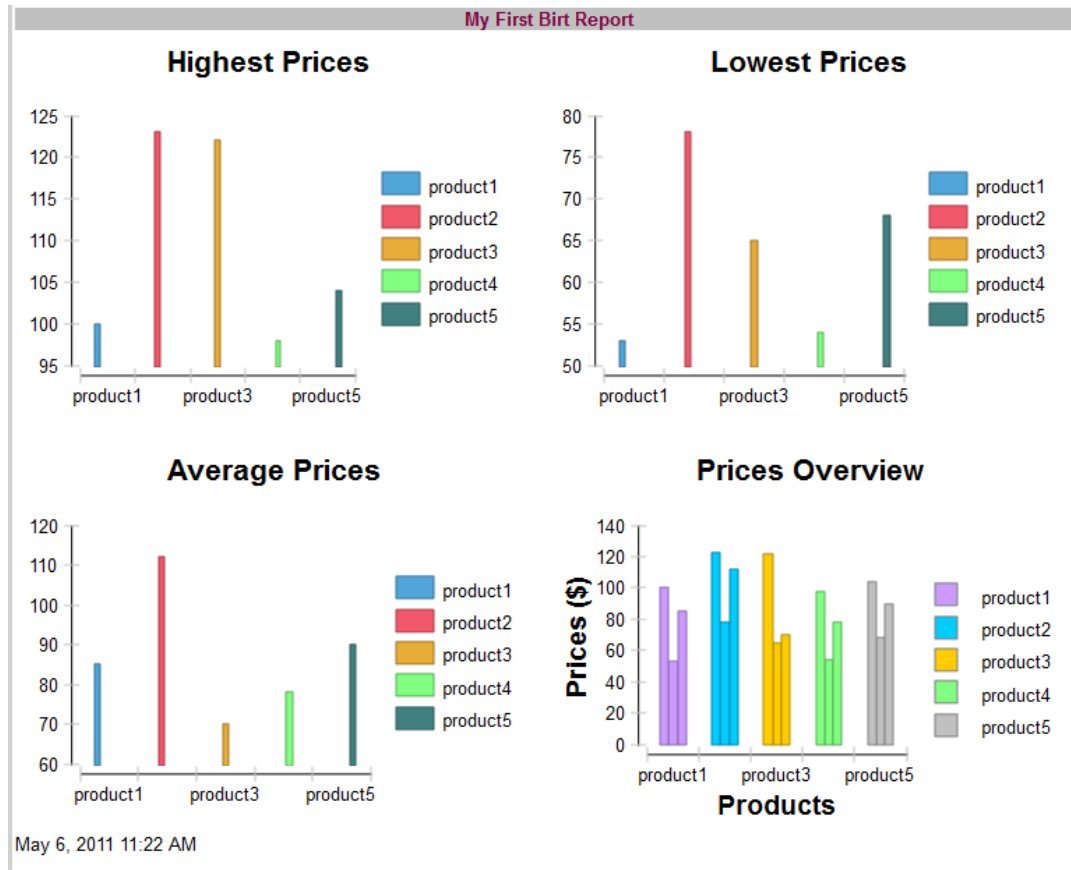 My First Birt Report
Highest Prices
125
120
115
110
105
100
95
product1
product3
product5
product1
product2
product3
product4
product5
Lowest Prices
80
75
70
65
60
55
50
product1
product3
product5
product1
product2
product3
product4
product5
Average Prices
120
110
100
90
80
70
60
product1
product3
product5
product1
product2
product3
product4
product5
Prices Overview
Prices ($)
140
120
100
80
60
40
20
0
product1
product3
product5
Products
product1
product2
product3
product4
product5
May 6, 2011 11:22 AM